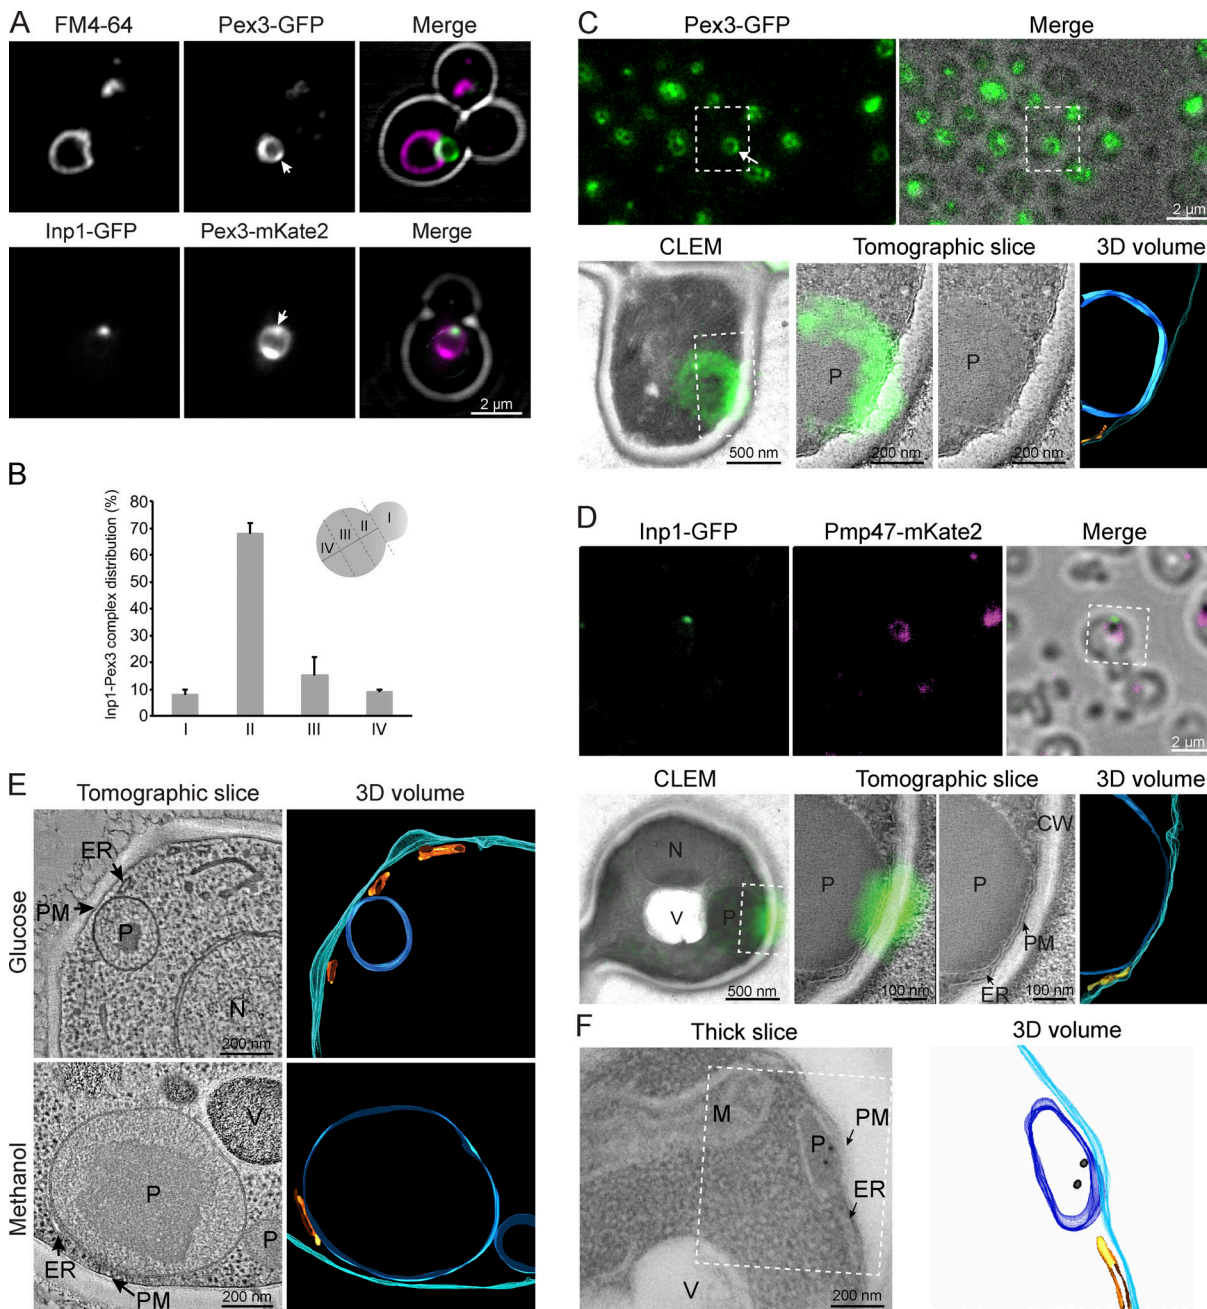 A
FM4-64 Pex3-GFP Merge
Inp1-GFP Pex3-mKate2 Merge
2 µm
B
Inp1-Pex3 complex distribution (%)
80
70
60
50
40
30
20
10
0
I II III IV
I
II
III
IV
C
Pex3-GFP Merge
2 µm
CLEM Tomographic slice 3D volume
P P
500 nm 200 nm 200 nm
D
Inp1-GFP Pmp47-mKate2 Merge
2 µm
CLEM Tomographic slice 3D volume
N CW
V P P P
PM
ER
500 nm 100 nm 100 nm
E
Tomographic slice 3D volume
Glucose
ER
PM
P
N
200 nm
Methanol
V
P
P
ER
PM
200 nm
F
Thick slice 3D volume
M
PM
P
ER
V
200 nm